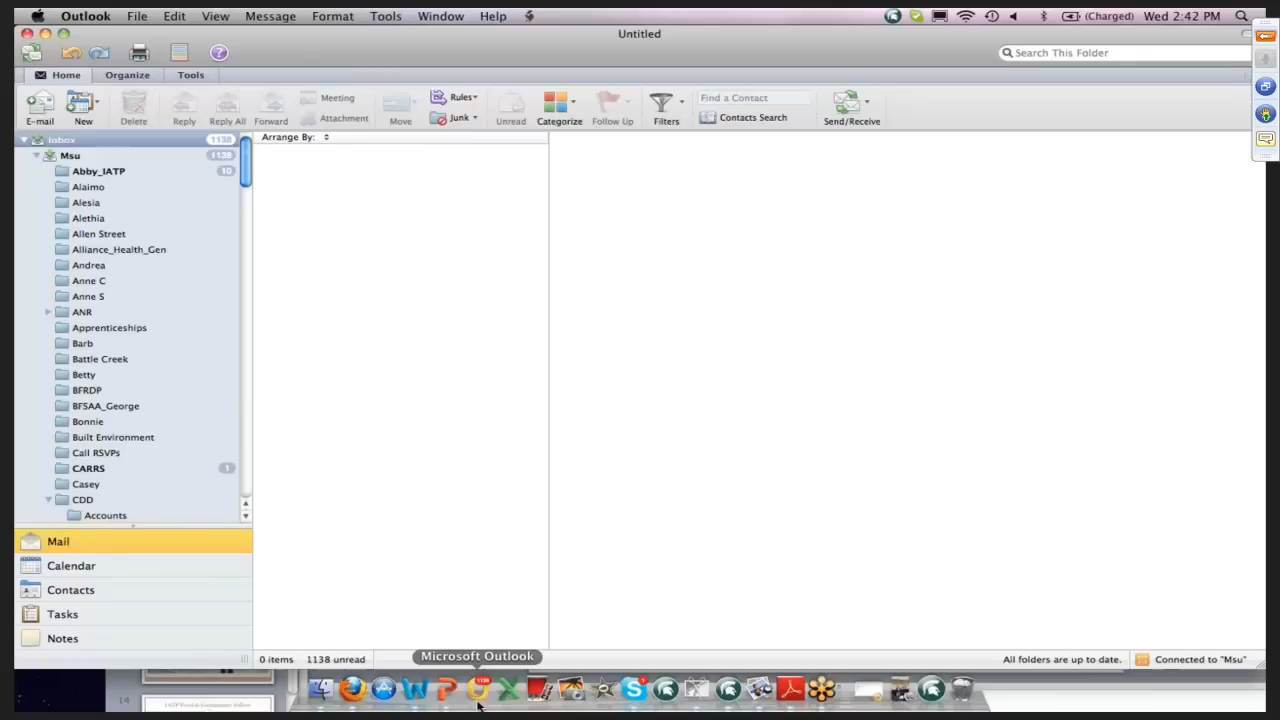 Outlook File Edit View Message Format Tools Window Help (Charged) Wed 2:42 PM
Untitled
Search This Folder
Home Organize Tools
E-mail New Delete Reply Reply All Forward Meeting Attachment Move Rules Junk Unread Categorize Follow Up Filters Find a Contact Contacts Search Send/Receive
Inbox 1138
Arrange By:
Msu 1138
Abby_IATP 10
Alaimo
Alesia
Alethia
Allen Street
Alliance_Health_Gen
Andrea
Anne C
Anne S
ANR
Apprenticeships
Barb
Battle Creek
Betty
BFRDP
BFSAA_George
Bonnie
Built Environment
Call RSVPs
CARRS 1
Casey
CDD
Accounts
Mail
Calendar
Contacts
Tasks
Notes
0 items 1138 unread
Microsoft Outlook
All folders are up to date. Connected to "Msu"
1138
14